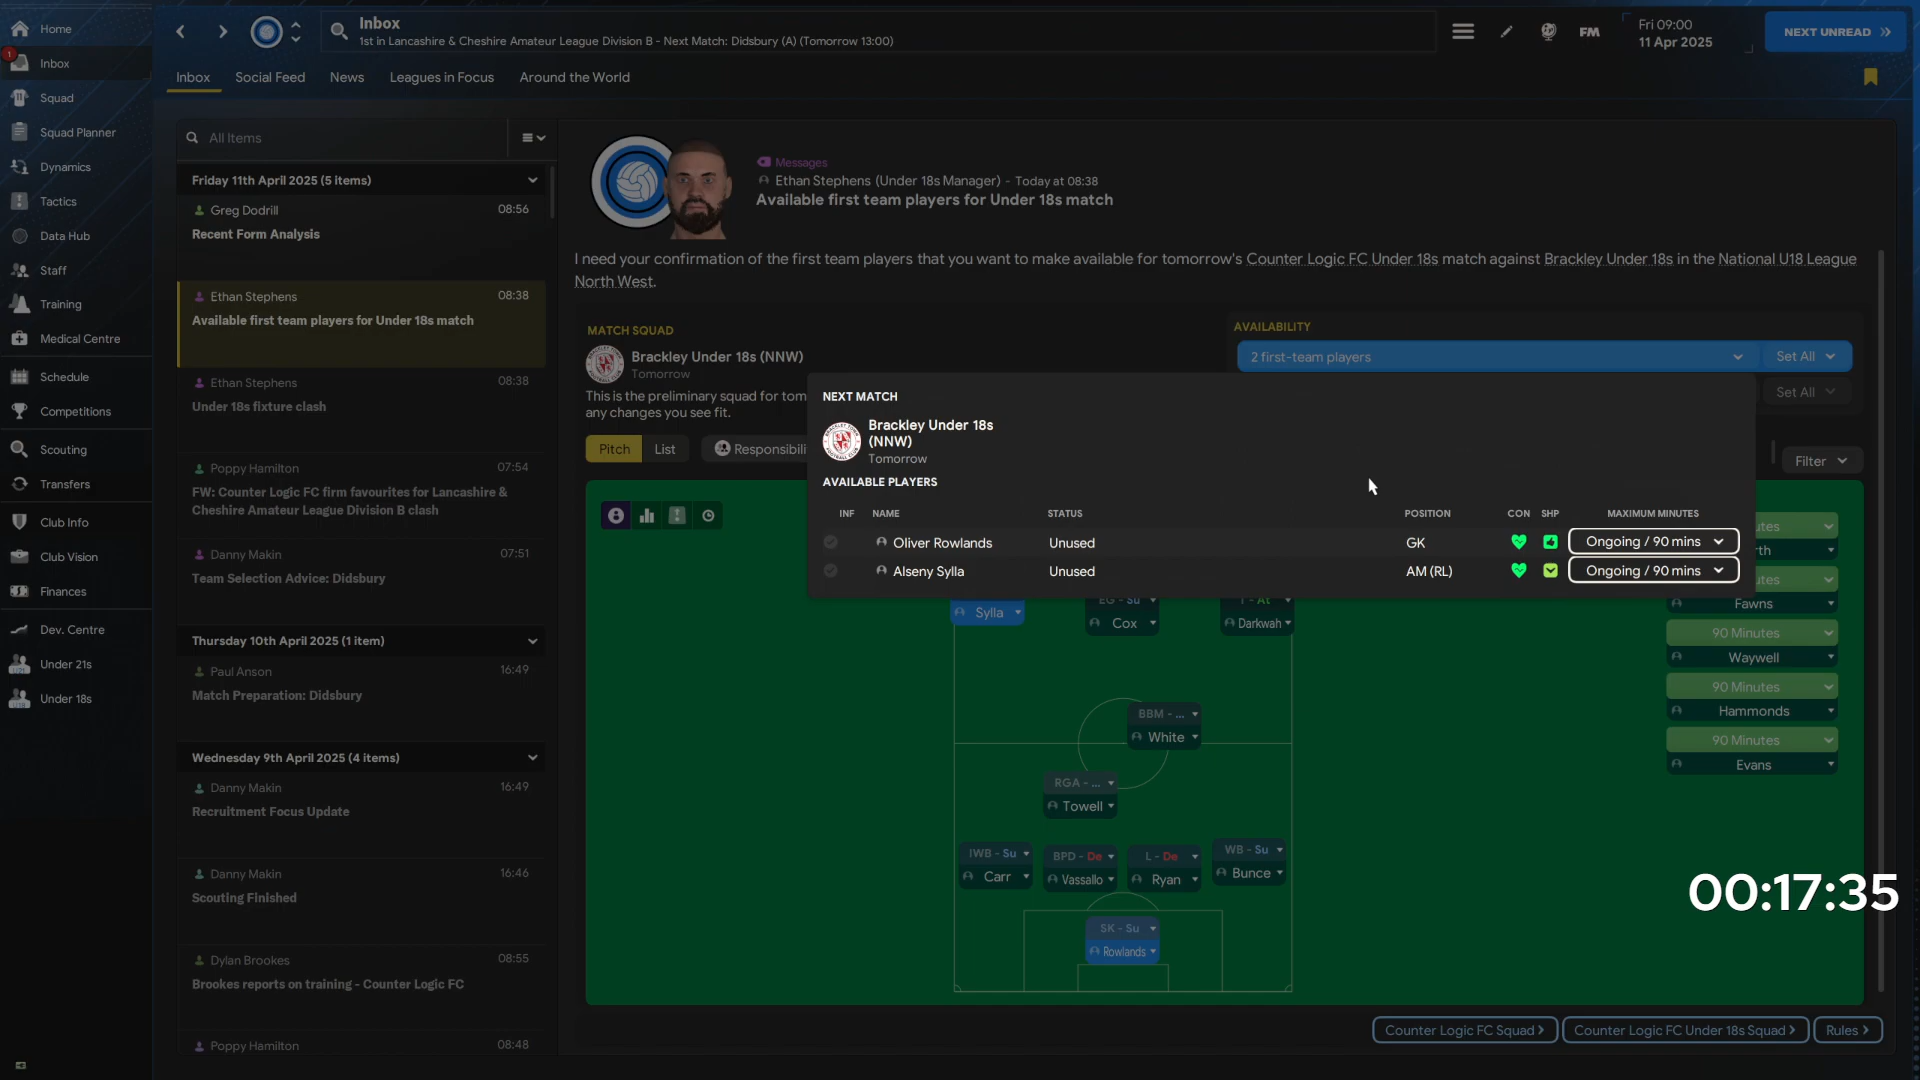 Home
1
Inbox
Squad
Squad Planner
Dynamics
Tactics
Data Hub
Staff
Training
Medical Centre
Schedule
Competitions
Scouting
Transfers
Club Info
Club Vision
Finances
Dev. Centre
Under 21s
Under 18s
Inbox
1st in Lancashire & Cheshire Amateur League Division B - Next Match: Didsbury (A) (Tomorrow 13:00)
FM
Fri 09:00
11 Apr 2025
NEXT UNREAD
Inbox
Social Feed
News
Leagues in Focus
Around the World
All Items
Friday 11th April 2025 (5 items)
Greg Dodrill
08:56
Recent Form Analysis
Ethan Stephens
08:38
Available first team players for Under 18s match
Ethan Stephens
08:38
Under 18s fixture clash
Poppy Hamilton
07:54
FW: Counter Logic FC firm favourites for Lancashire &
Cheshire Amateur League Division B clash
Danny Makin
07:51
Team Selection Advice: Didsbury
Thursday 10th April 2025 (1 item)
Paul Anson
16:49
Match Preparation: Didsbury
Wednesday 9th April 2025 (4 items)
Danny Makin
16:49
Recruitment Focus Update
Danny Makin
16:46
Scouting Finished
Dylan Brookes
08:55
Brookes reports on training - Counter Logic FC
Poppy Hamilton
08:48
Messages
Ethan Stephens (Under 18s Manager) - Today at 08:38
Available first team players for Under 18s match
I need your confirmation of the first team players that you want to make available for tomorrow's Counter Logic FC Under 18s match against Brackley Under 18s in the National U18 League
North West.
MATCH SQUAD
Brackley Under 18s (NNW)
Tomorrow
This is the preliminary squad for tom
any changes you see fit.
AVAILABILITY
2 first-team players
Set All
Set All
Pitch
List
Responsibili
Filter
NEXT MATCH
Brackley Under 18s
(NNW)
Tomorrow
AVAILABLE PLAYERS
INF
NAME
STATUS
POSITION
CON
SHP
MAXIMUM MINUTES
Oliver Rowlands
Unused
GK
Ongoing / 90 mins
Alseny Sylla
Unused
AM (RL)
Ongoing / 90 mins
Sylla
Cox
Darkwah
BBM - ...
White
RGA - ...
Towell
IWB - Su
Carr
BPD - De
Vassallo
L - De
Ryan
WB - Su
Bunce
SK - Su
Rowlands
utes
rth
utes
Fawns
90 Minutes
Waywell
90 Minutes
Hammonds
90 Minutes
Evans
00:17:35
Counter Logic FC Squad >
Counter Logic FC Under 18s Squad >
Rules >